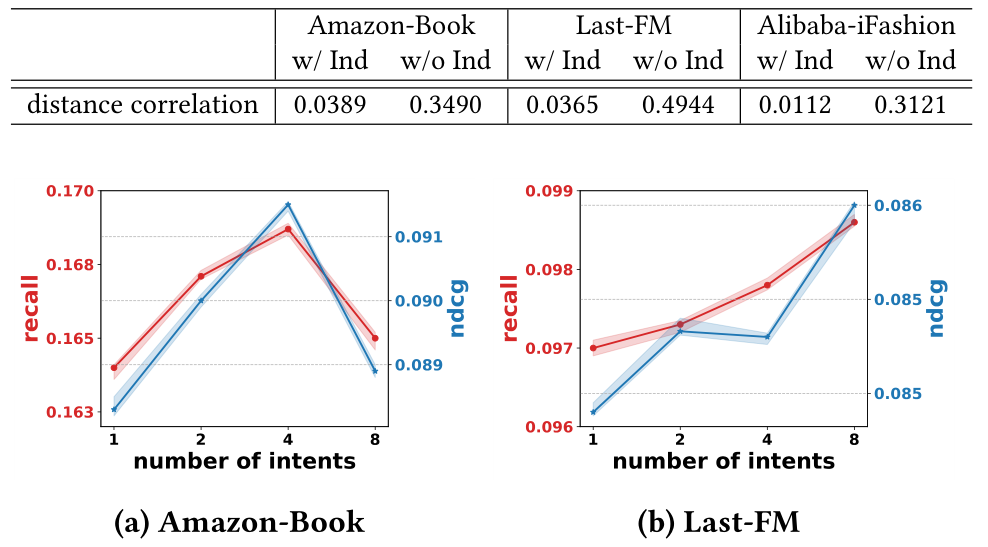 Amazon-Book Last-FM Alibaba-iFashion
w/ Ind w/o Ind w/ Ind w/o Ind w/ Ind w/o Ind
distance correlation 0.0389 0.3490 0.0365 0.4944 0.0112 0.3121
0.170
0.168
0.165
0.163
recall
0.091
0.090
0.089
ndcg
1 2 4 8
number of intents
(a) Amazon-Book
0.099
0.098
0.097
0.096
recall
0.086
0.085
0.085
ndcg
1 2 4 8
number of intents
(b) Last-FM